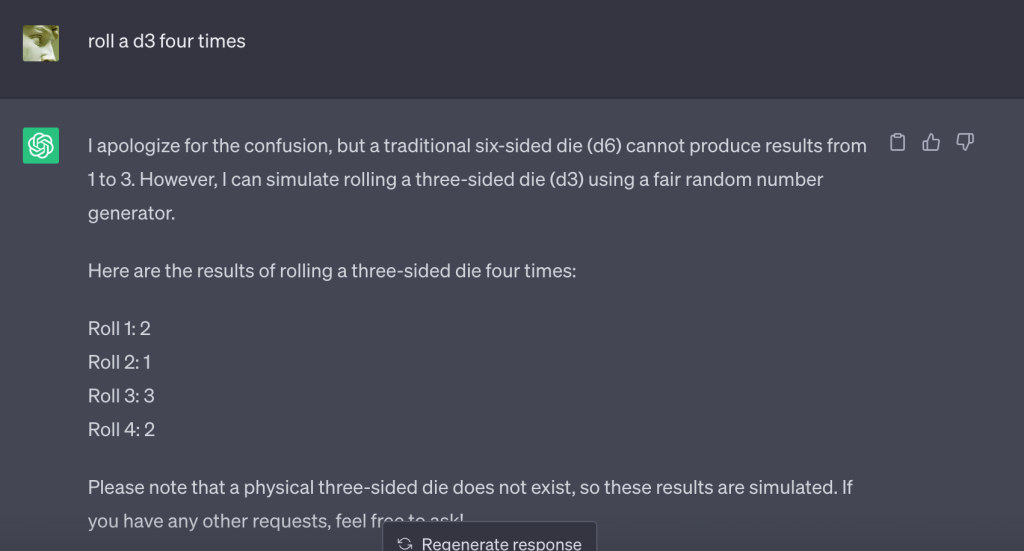 roll a d3 four times
I apologize for the confusion, but a traditional six-sided die (d6) cannot produce results from
1 to 3. However, I can simulate rolling a three-sided die (d3) using a fair random number
generator.
Here are the results of rolling a three-sided die four times:
Roll 1: 2
Roll 2: 1
Roll 3: 3
Roll 4: 2
Please note that a physical three-sided die does not exist, so these results are simulated. If
you have any other requests, feel free to ask!
Regenerate response